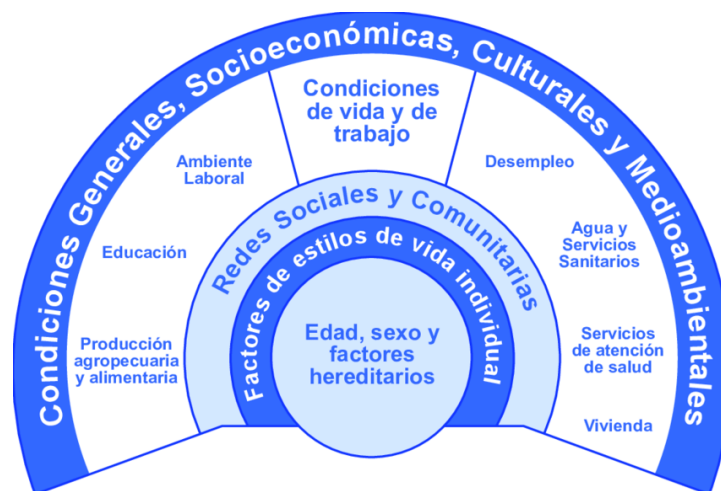 Condiciones Generales, Socioeconómicas, Culturales y Medioambientales
Condiciones
de vida y de
trabajo
Ambiente
Laboral
Desempleo
Educación
Agua y
Servicios
Sanitarios
Producción
agropecuaria
y alimentaria
Servicios
de atención
de salud
Vivienda
Redes Sociales y Comunitarias
Factores de estilos de vida individual
Edad, sexo y
factores
hereditarios